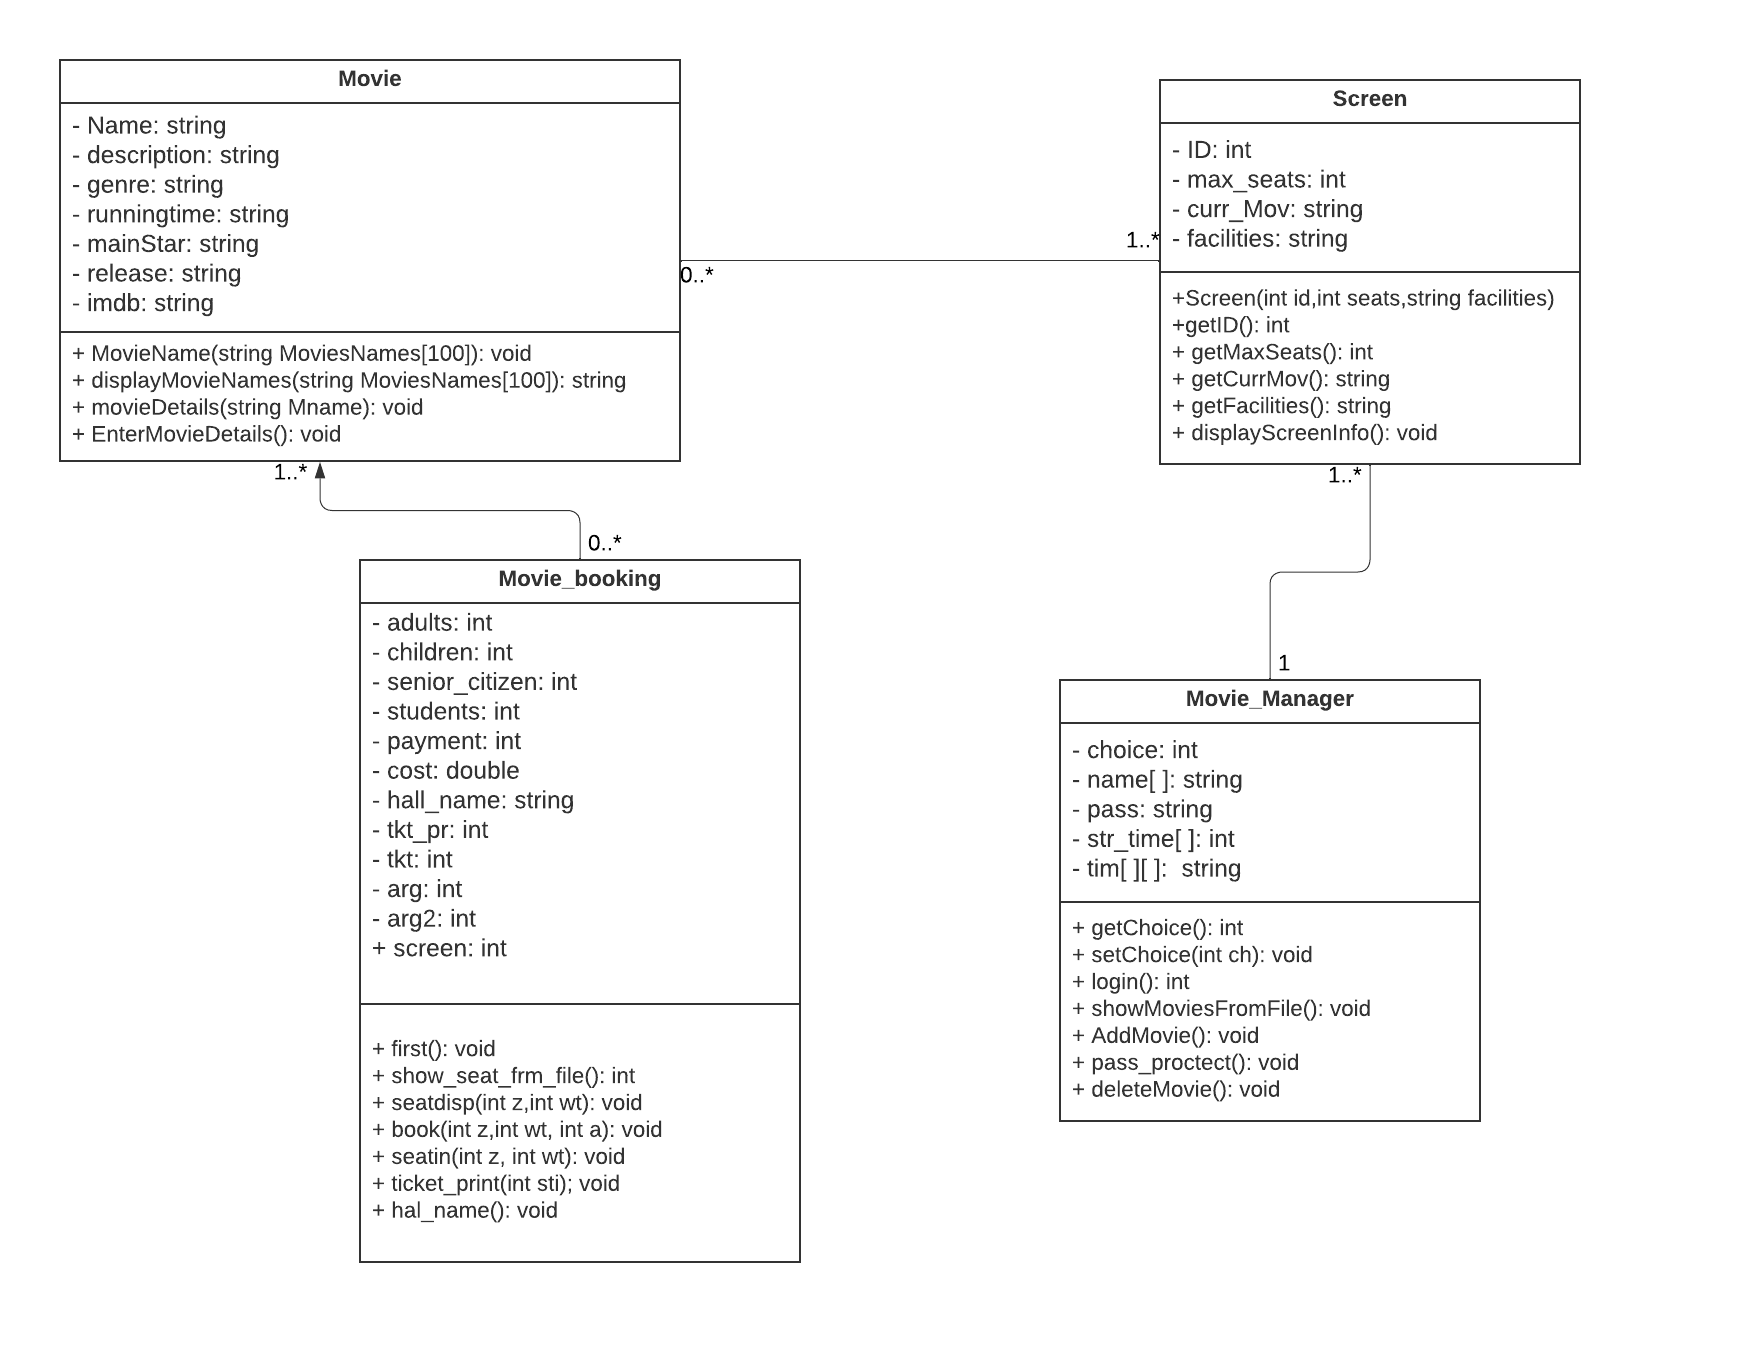 Movie
- Name: string
- description: string
- genre: string
- runningtime: string
- mainStar: string
- release: string
- imdb: string
+ MovieName(string MoviesNames[100]): void
+ displayMovieNames(string MoviesNames[100]): string
+ movieDetails(string Mname): void
+ EnterMovieDetails(): void
0..*
1..*
Screen
- ID: int
- max_seats: int
- curr_Mov: string
- facilities: string
+Screen(int id,int seats,string facilities)
+getID(): int
+ getMaxSeats(): int
+ getCurrMov(): string
+ getFacilities(): string
+ displayScreenInfo(): void
1..*
0..*
Movie_booking
- adults: int
- children: int
- senior_citizen: int
- students: int
- payment: int
- cost: double
- hall_name: string
- tkt_pr: int
- tkt: int
- arg: int
- arg2: int
+ screen: int
+ first(): void
+ show_seat_frm_file(): int
+ seatdisp(int z,int wt): void
+ book(int z,int wt, int a): void
+ seatin(int z, int wt): void
+ ticket_print(int sti); void
+ hal_name(): void
1..*
1
Movie_Manager
- choice: int
- name[ ]: string
- pass: string
- str_time[ ]: int
- tim[ ][ ]:  string
+ getChoice(): int
+ setChoice(int ch): void
+ login(): int
+ showMoviesFromFile(): void
+ AddMovie(): void
+ pass_proctect(): void
+ deleteMovie(): void